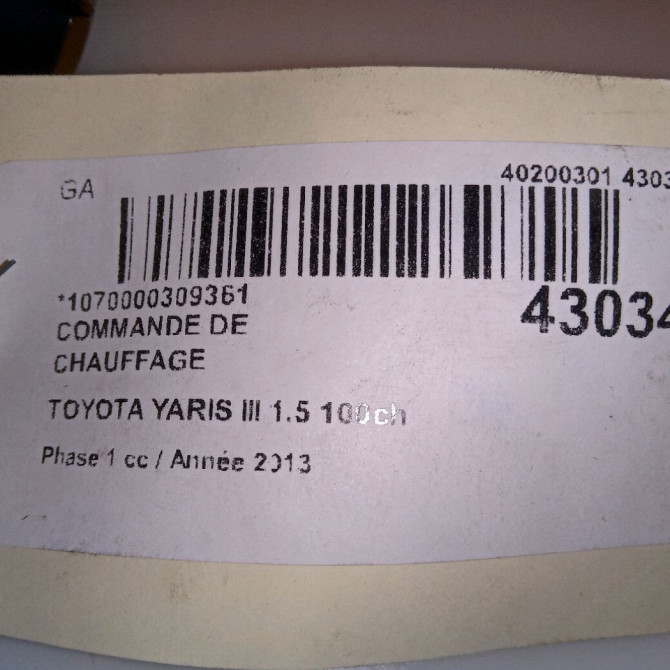 GA
40200301 4303
*1070000309361
43034
COMMANDE DE
CHAUFFAGE
TOYOTA YARIS III 1.5 100ch
Phase 1 cc / Année 2013